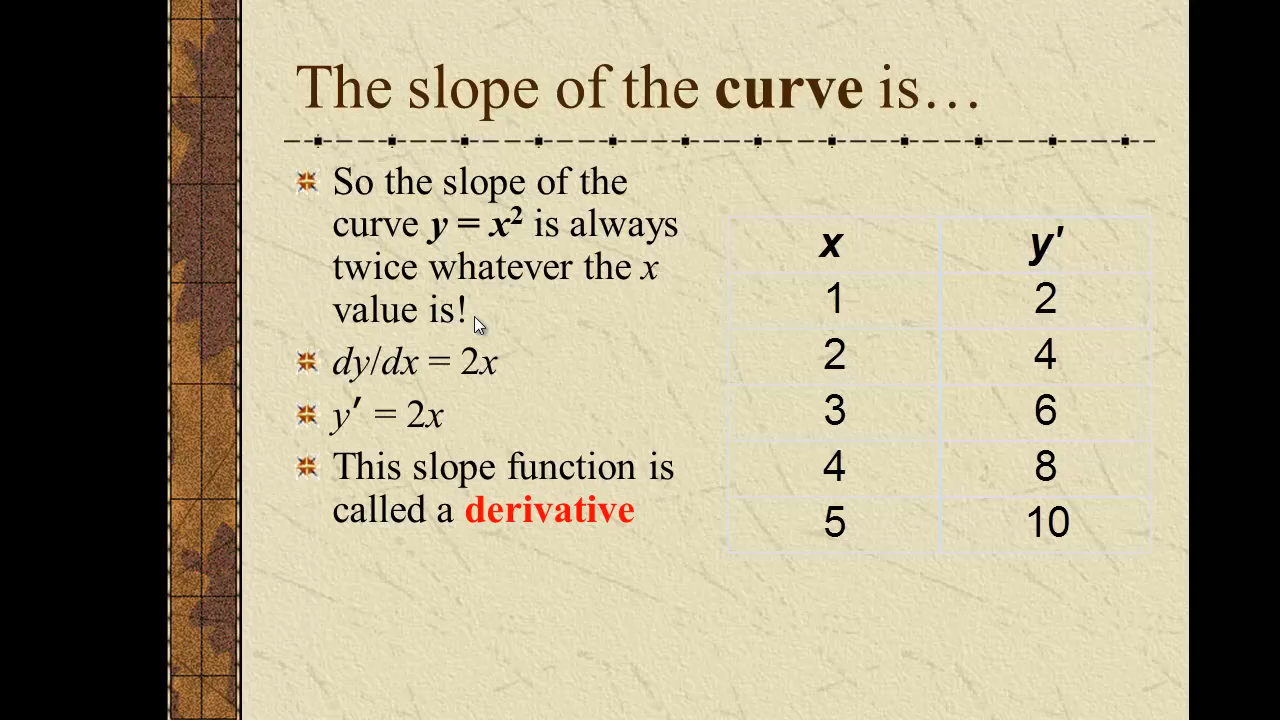 The slope of the curve is…
So the slope of the
curve y = x² is always
twice whatever the x
value is!
dy/dx = 2x
y′ = 2x
This slope function is
called a derivative
x y'
1 2
2 4
3 6
4 8
5 10